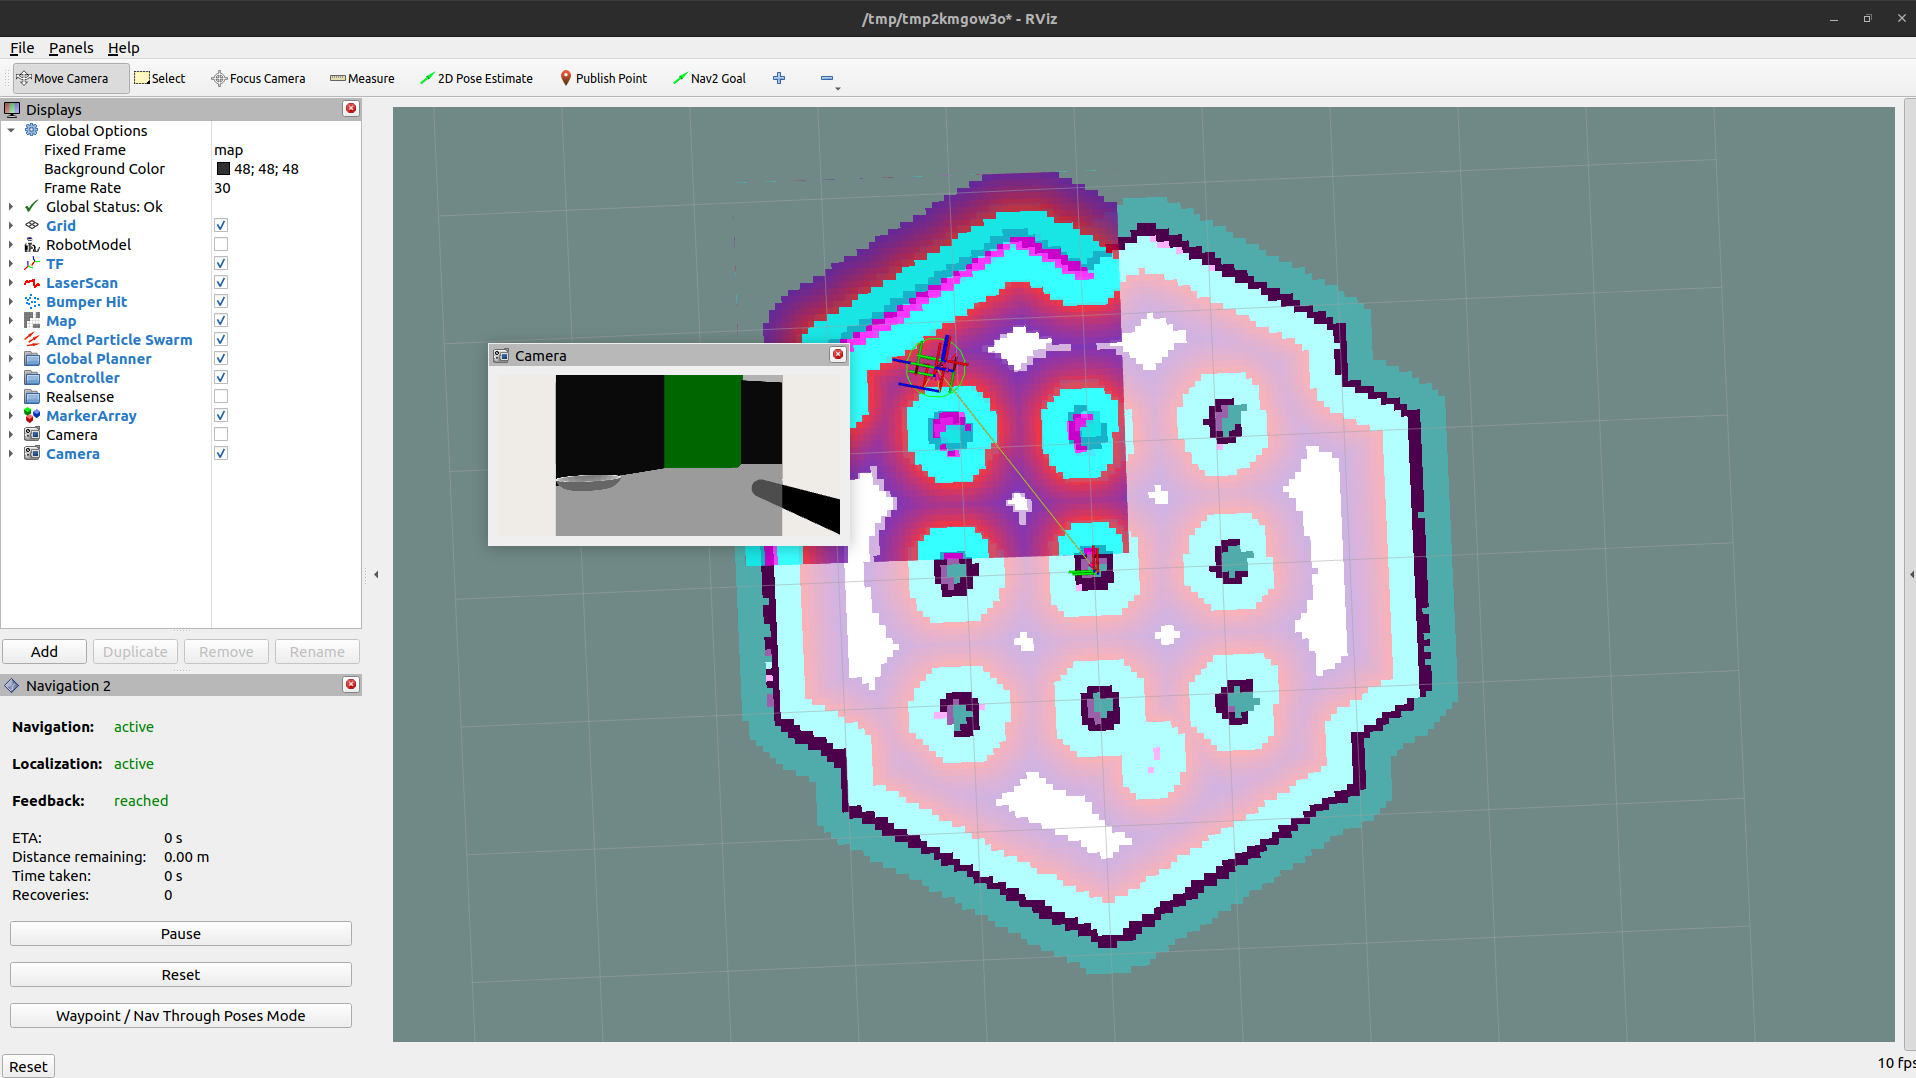 /tmp/tmp2kmgow3o* - RViz
File Panels Help
Move Camera Select Focus Camera Measure 2D Pose Estimate Publish Point Nav2 Goal
Displays
Global Options
Fixed Frame map
Background Color 48; 48; 48
Frame Rate 30
Global Status: Ok
Grid
RobotModel
TF
LaserScan
Bumper Hit
Map
Amcl Particle Swarm
Global Planner
Controller
Realsense
MarkerArray
Camera
Camera
Add Duplicate Remove Rename
Navigation 2
Navigation: active
Localization: active
Feedback: reached
ETA: 0 s
Distance remaining: 0.00 m
Time taken: 0 s
Recoveries: 0
Pause
Reset
Waypoint / Nav Through Poses Mode
Reset
Camera
10 fps